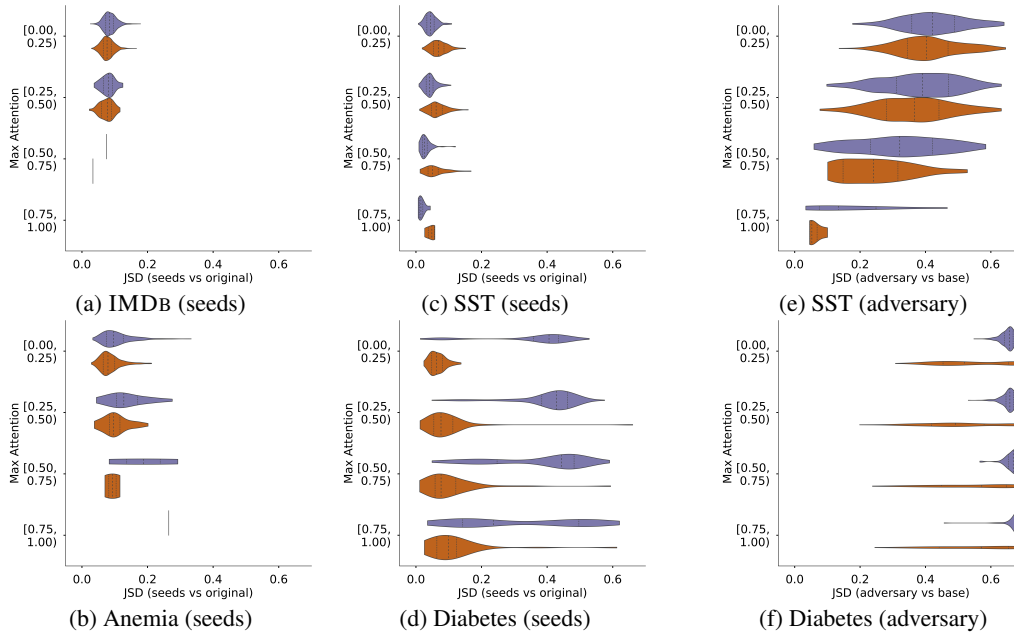 Max Attention
[0.00,
0.25)
[0.25,
0.50)
[0.50,
0.75)
[0.75,
1.00)
0.0 0.2 0.4 0.6
JSD (seeds vs original)
(a) IMDB (seeds)
Max Attention
[0.00,
0.25)
[0.25,
0.50)
[0.50,
0.75)
[0.75,
1.00)
0.0 0.2 0.4 0.6
JSD (seeds vs original)
(c) SST (seeds)
Max Attention
[0.00,
0.25)
[0.25,
0.50)
[0.50,
0.75)
[0.75,
1.00)
0.0 0.2 0.4 0.6
JSD (adversary vs base)
(e) SST (adversary)
Max Attention
[0.00,
0.25)
[0.25,
0.50)
[0.50,
0.75)
[0.75,
1.00)
0.0 0.2 0.4 0.6
JSD (seeds vs original)
(b) Anemia (seeds)
Max Attention
[0.00,
0.25)
[0.25,
0.50)
[0.50,
0.75)
[0.75,
1.00)
0.0 0.2 0.4 0.6
JSD (seeds vs original)
(d) Diabetes (seeds)
Max Attention
[0.00,
0.25)
[0.25,
0.50)
[0.50,
0.75)
[0.75,
1.00)
0.0 0.2 0.4 0.6
JSD (adversary vs base)
(f) Diabetes (adversary)